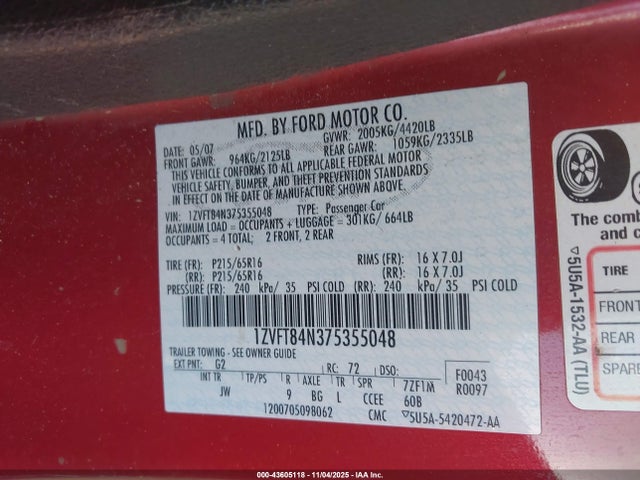 MFD. BY FORD MOTOR CO.
DATE: 05/07 GVWR: 2005KG/4420LB
FRONT GAWR: 964KG/2125LB REAR GAWR: 1059KG/2335LB
THIS VEHICLE CONFORMS TO ALL APPLICABLE FEDERAL MOTOR
VEHICLE SAFETY, BUMPER, AND THEFT PREVENTION STANDARDS
IN EFFECT ON THE DATE OF MANUFACTURE SHOWN ABOVE.
VIN: 1ZVFT84N375355048 TYPE: Passenger Car
MAXIMUM LOAD = OCCUPANTS + LUGGAGE = 301KG/ 664LB
OCCUPANTS = 4 TOTAL; 2 FRONT, 2 REAR
TIRE (FR): P215/65R16 RIMS (FR): 16 X 7.0J
(RR): P215/65R16 (RR): 16 X 7.0J
PRESSURE (FR): 240 kPa/ 35 PSI COLD (RR): 240 kPa/ 35 PSI COLD
1ZVFT84N375355048
TRAILER TOWING - SEE OWNER GUIDE
EXT PNT: G2 RC: 72 DSO: F0043
INT TR TP/PS R AXLE TR SPR 7ZF1M R0097
JW 9 BG L CCEE 60B
1200705098062 CMC ▽5U5A-5420472-AA
The comb
and c
TIRE
FRONT
REAR
SPARE
▽5U5A-1532-AA (TLU)
000-43605118 - 11/04/2025 - IAA Inc.